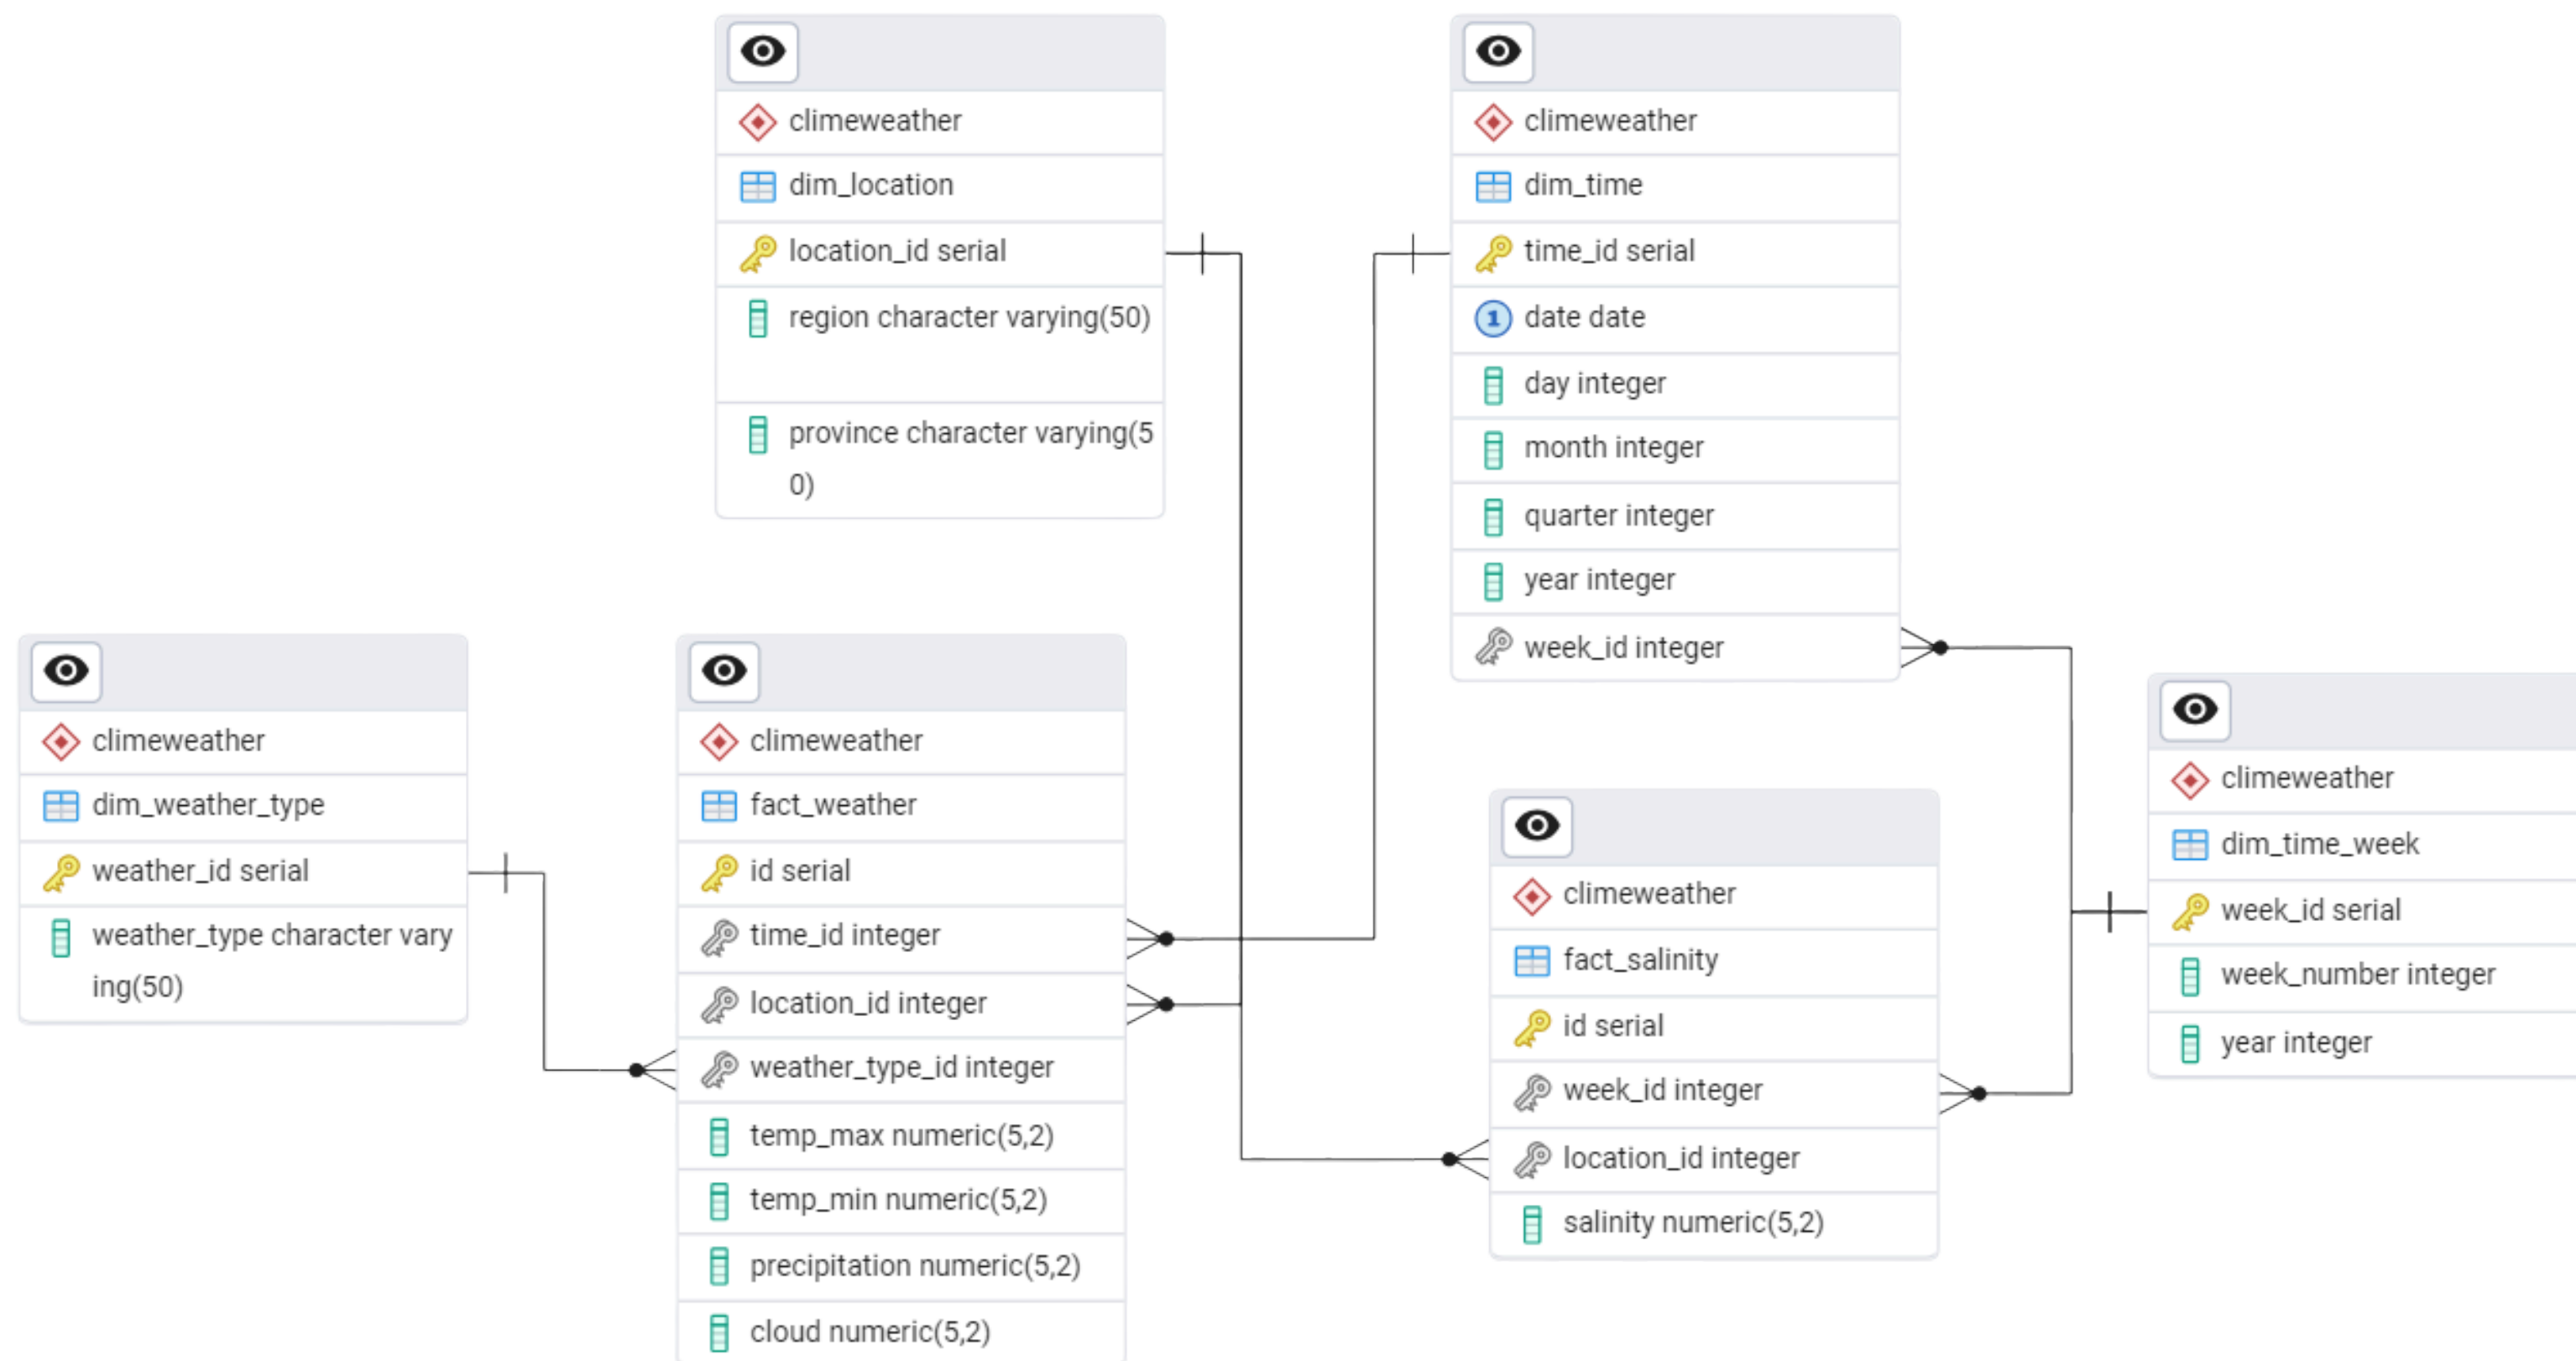 climeweather
dim_location
location_id serial
region character varying(50)
province character varying(5
0)
climeweather
dim_time
time_id serial
1
date date
day integer
month integer
quarter integer
year integer
week_id integer
climeweather
dim_weather_type
weather_id serial
weather_type character vary
ing(50)
climeweather
fact_weather
id serial
time_id integer
location_id integer
weather_type_id integer
temp_max numeric(5,2)
temp_min numeric(5,2)
precipitation numeric(5,2)
cloud numeric(5,2)
climeweather
fact_salinity
id serial
week_id integer
location_id integer
salinity numeric(5,2)
climeweather
dim_time_week
week_id serial
week_number integer
year integer